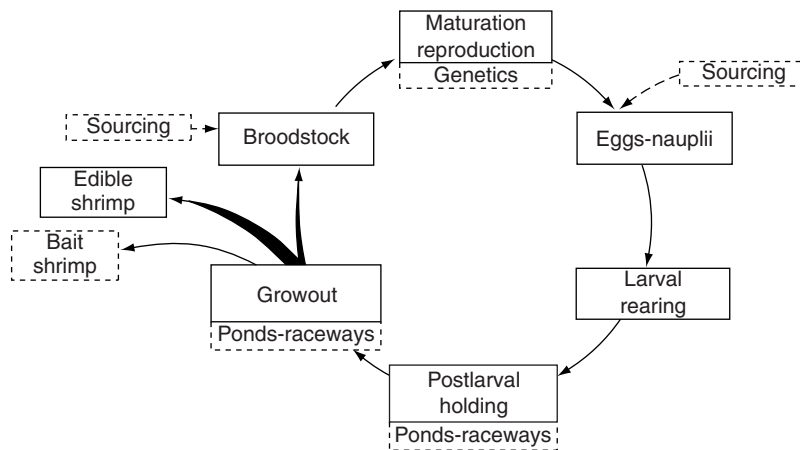 Maturation
reproduction
Genetics
Sourcing
Sourcing
Broodstock
Eggs-nauplii
Edible
shrimp
Bait
shrimp
Growout
Ponds-raceways
Larval
rearing
Postlarval
holding
Ponds-raceways